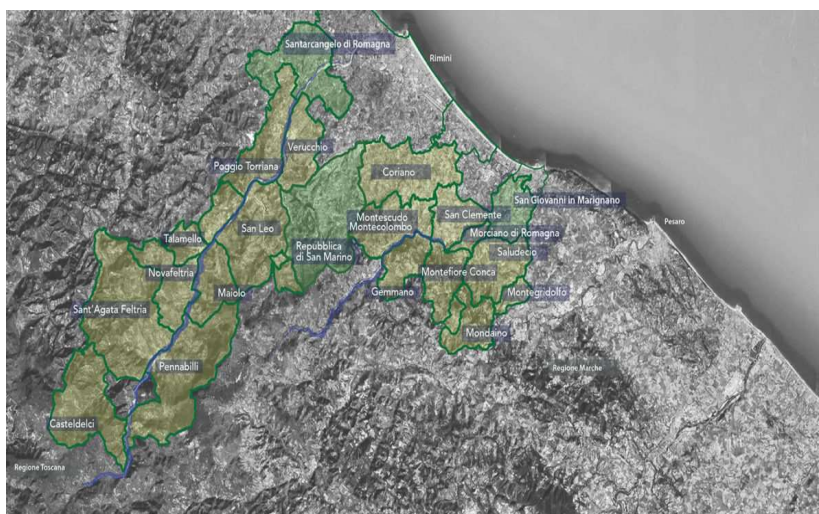 Santarcangelo di Romagna
Rimini
Verucchio
Poggio Torriana
Coriano
San Giovanni in Marignano
Montescudo
Montecolombo
San Clemente
Pesaro
San Leo
Morciano di Romagna
Talamello
Repubblica
di San Marino
Saludecio
Novafeltria
Montefiore Conca
Maiolo
Gemmano
Montegridolfo
Sant'Agata Feltria
Mondaino
Pennabilli
Regione Marche
Casteldelci
Regione Toscana